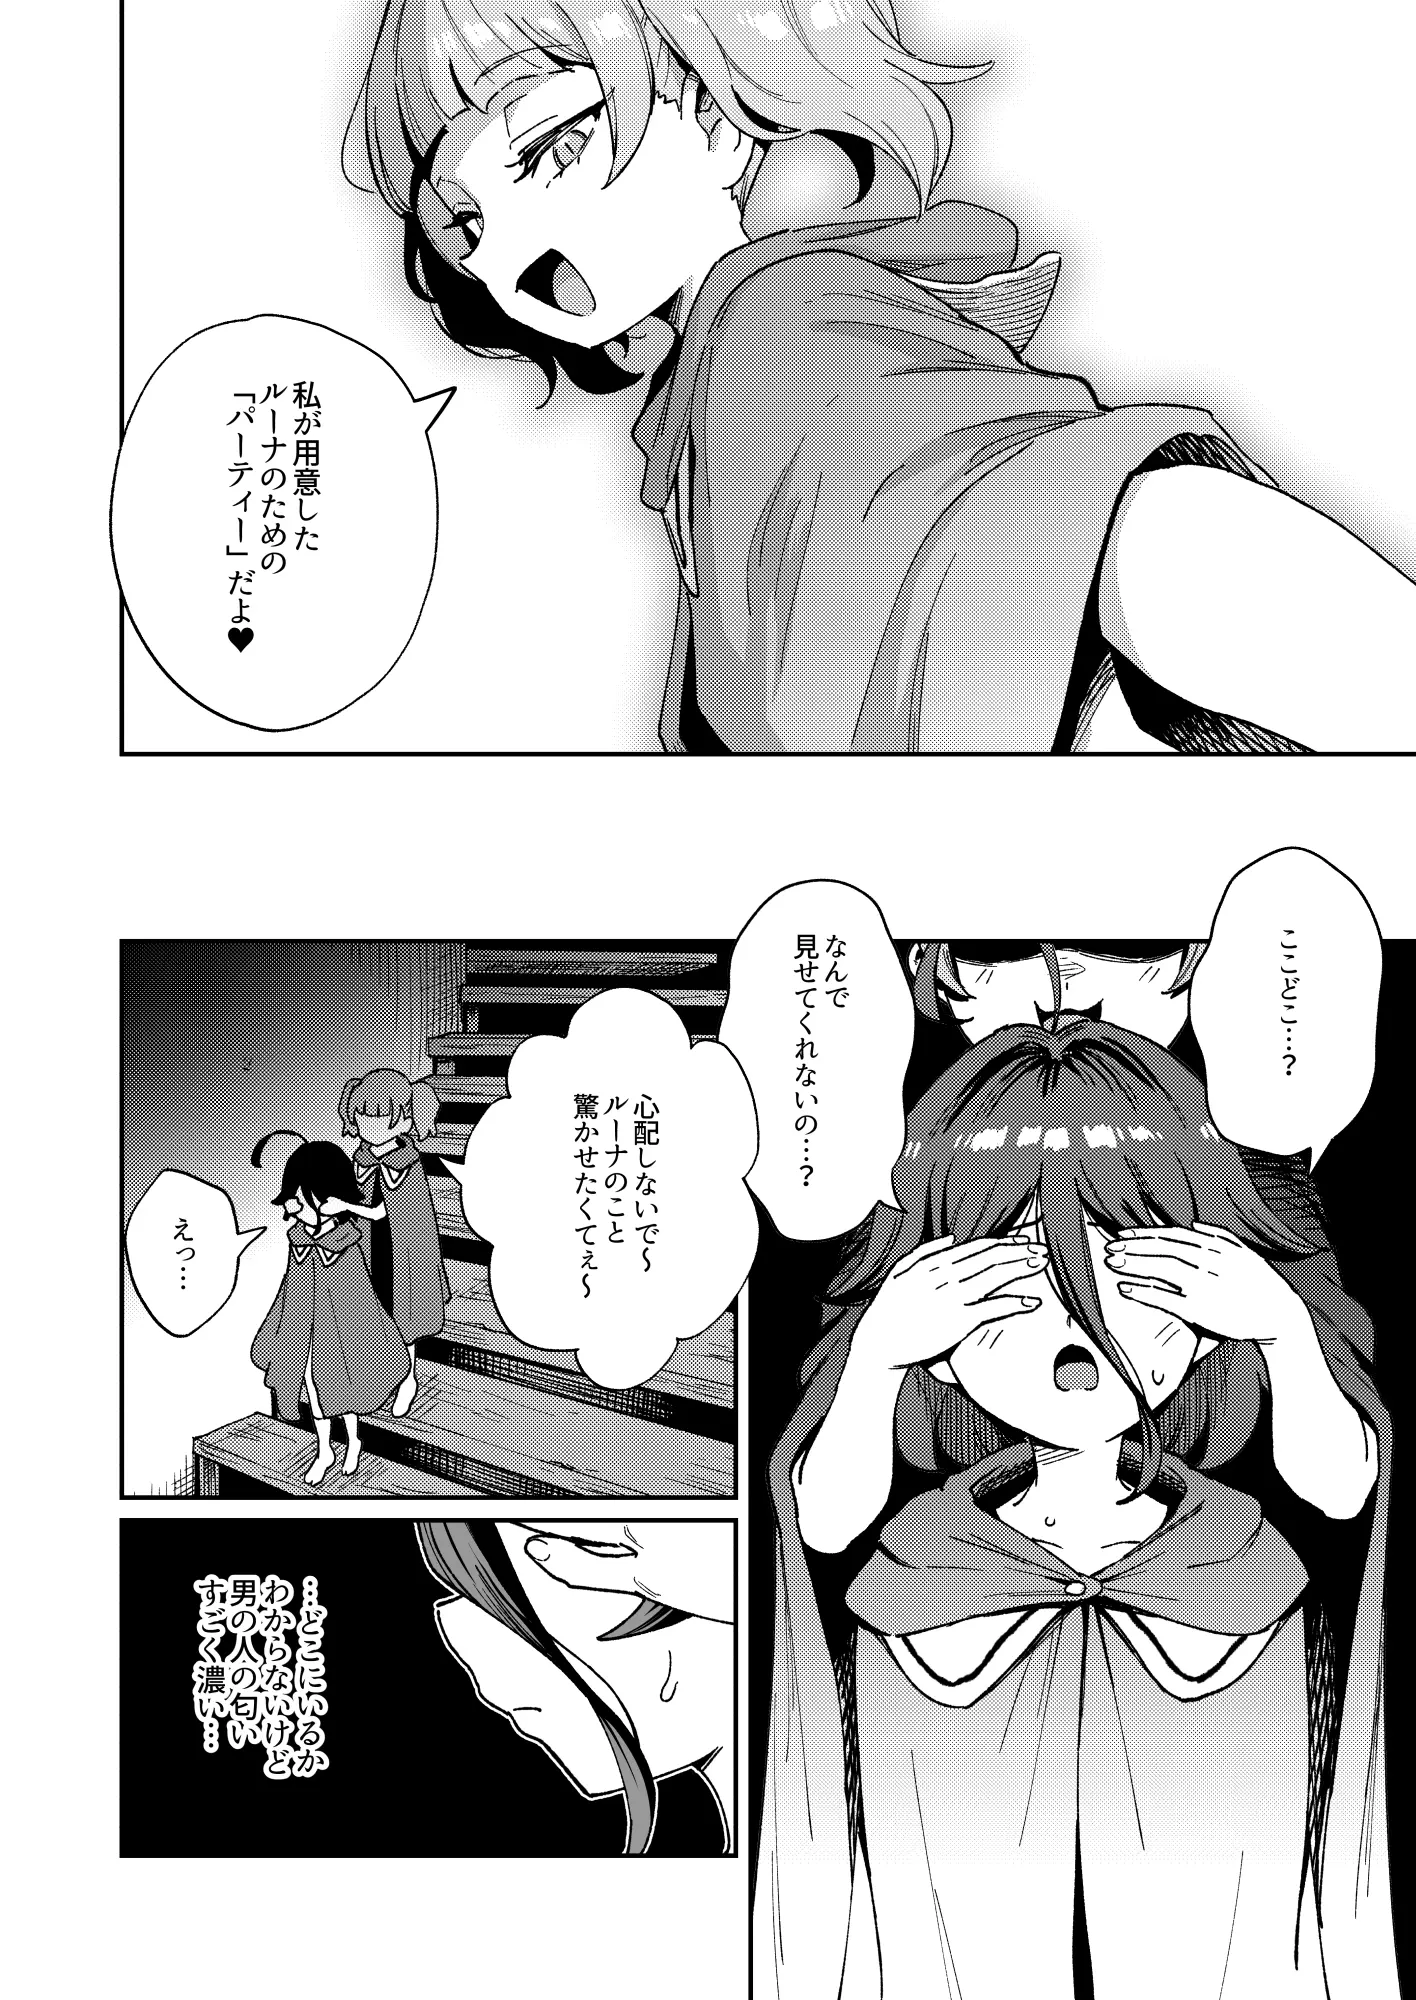 私が用意した
ルーナのための
「パーティー」だよ♥
ここどこ…？
なんで
見せてくれないの…？
心配しないで～
ルーナのこと
驚かせたくてぇ～
えっ…
…どこにいるか
わからないけど
男の人の匂い
すごく濃い…